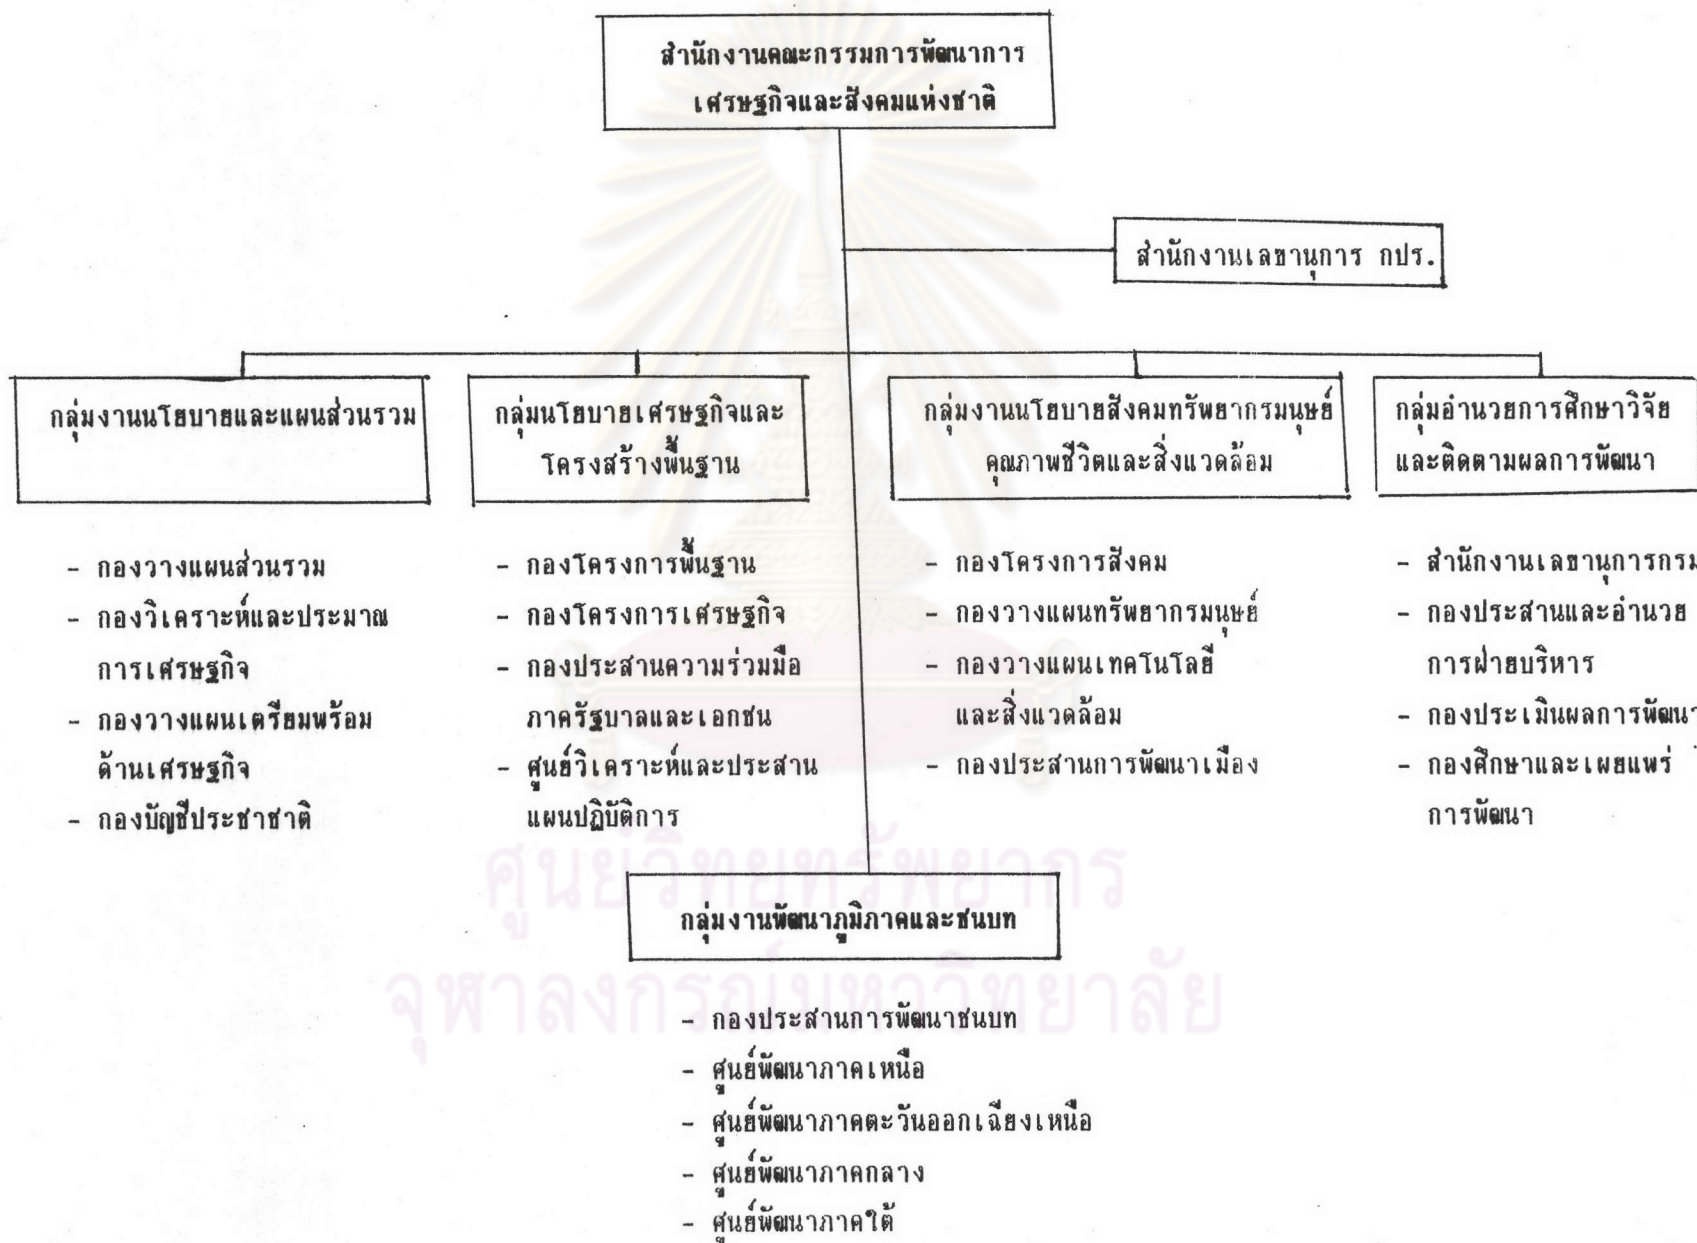 สำนักงานคณะกรรมการพัฒนาการ
เศรษฐกิจและสังคมแห่งชาติ
สำนักงานเลขานุการ กปร.
กลุ่มงานนโยบายและแผนส่วนรวม
กลุ่มนโยบายเศรษฐกิจและ
โครงสร้างพื้นฐาน
กลุ่มงานนโยบายสังคมทรัพยากรมนุษย์
คุณภาพชีวิตและสิ่งแวดล้อม
กลุ่มอำนวยการศึกษาวิจัย
และติดตามผลการพัฒนา
- กองวางแผนส่วนรวม
- กองวิเคราะห์และประมาณ
การเศรษฐกิจ
- กองวางแผนเตรียมพร้อม
ด้านเศรษฐกิจ
- กองบัญชีประชาชาติ
- กองโครงการพื้นฐาน
- กองโครงการเศรษฐกิจ
- กองประสานความร่วมมือ
ภาครัฐบาลและเอกชน
- ศูนย์วิเคราะห์และประสาน
แผนปฏิบัติการ
- กองโครงการสังคม
- กองวางแผนทรัพยากรมนุษย์
- กองวางแผนเทคโนโลยี
และสิ่งแวดล้อม
- กองประสานการพัฒนาเมือง
- สำนักงานเลขานุการกรม
- กองประสานและอำนวย
การฝ่ายบริหาร
- กองประเมินผลการพัฒนา
- กองศึกษาและเผยแพร่
การพัฒนา
กลุ่มงานพัฒนาภูมิภาคและชนบท
- กองประสานการพัฒนาชนบท
- ศูนย์พัฒนาภาคเหนือ
- ศูนย์พัฒนาภาคตะวันออกเฉียงเหนือ
- ศูนย์พัฒนาภาคกลาง
- ศูนย์พัฒนาภาคใต้
ศูนย์วิทยทรัพยากร
จุฬาลงกรณ์มหาวิทยาลัย